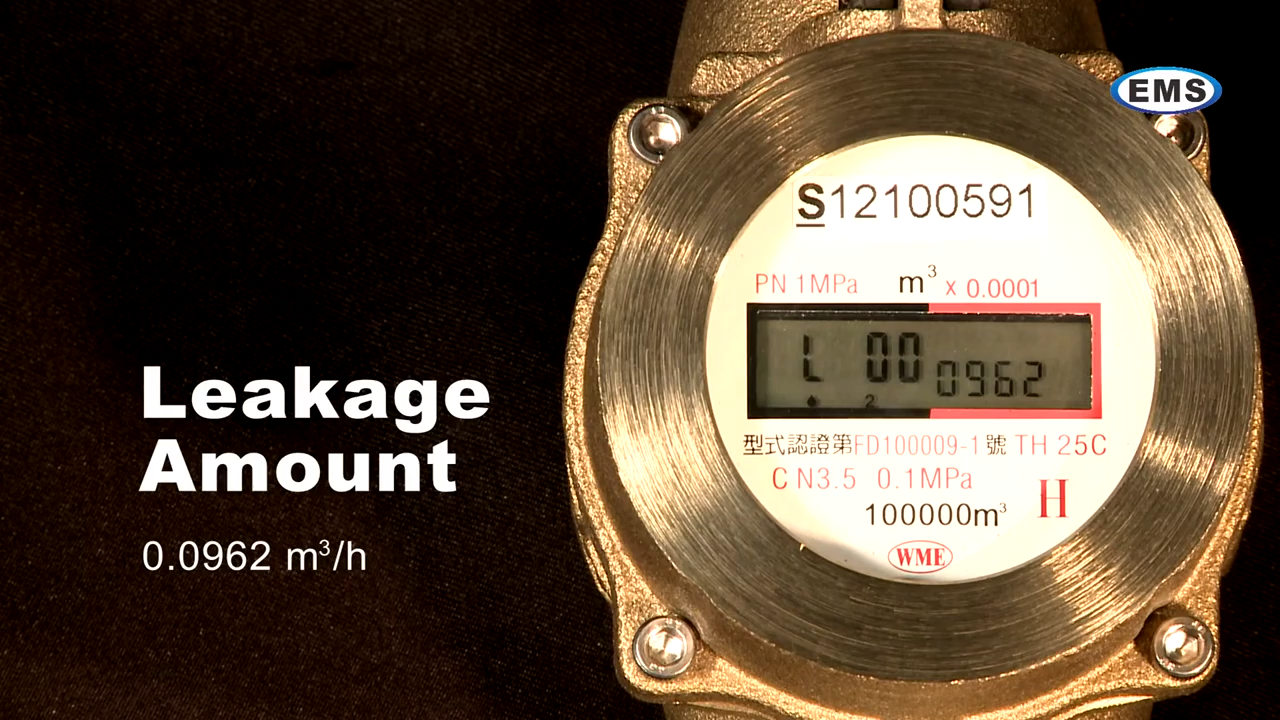 EMS
S12100591
PN 1MPa m³ x 0.0001
L 00 0962
2
型式認證第FD100009-1號 TH 25C
C N3.5 0.1MPa
H
100000m³
WME
Leakage
Amount
0.0962 m³/h